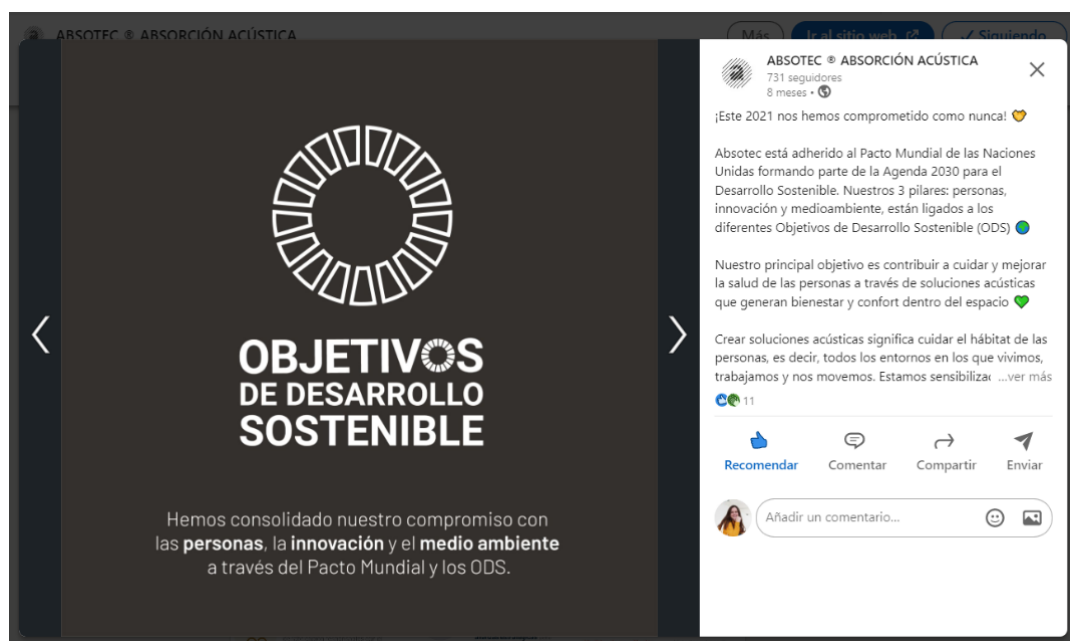 ABSOTEC ® ABSORCIÓN ACÚSTICA
Más
Ir al sitio web
Siguiendo
OBJETIVOS
DE DESARROLLO
SOSTENIBLE
Hemos consolidado nuestro compromiso con
las personas, la innovación y el medio ambiente
a través del Pacto Mundial y los ODS.
ABSOTEC ® ABSORCIÓN ACÚSTICA
731 seguidores
8 meses •
¡Este 2021 nos hemos comprometido como nunca! 🧡
Absotec está adherido al Pacto Mundial de las Naciones
Unidas formando parte de la Agenda 2030 para el
Desarrollo Sostenible. Nuestros 3 pilares: personas,
innovación y medioambiente, están ligados a los
diferentes Objetivos de Desarrollo Sostenible (ODS) 🌍
Nuestro principal objetivo es contribuir a cuidar y mejorar
la salud de las personas a través de soluciones acústicas
que generan bienestar y confort dentro del espacio 💚
Crear soluciones acústicas significa cuidar el hábitat de las
personas, es decir, todos los entornos en los que vivimos,
trabajamos y nos movemos. Estamos ...ver más
11
Recomendar
Comentar
Compartir
Enviar
Añadir un comentario...